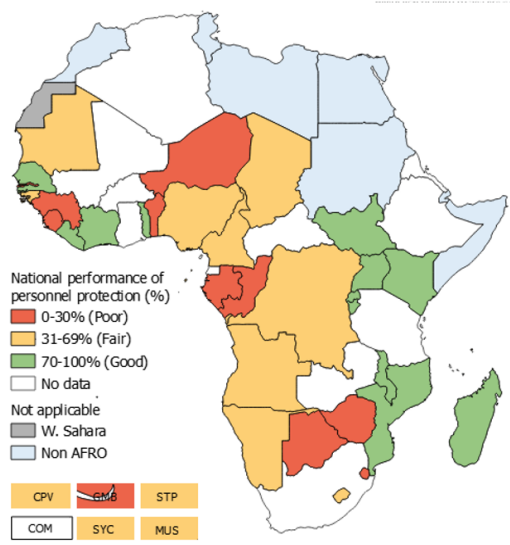 National performance of
personnel protection (%)
0-30% (Poor)
31-69% (Fair)
70-100% (Good)
No data
Not applicable
W. Sahara
Non AFRO
CPV GMB STP
COM SYC MUS